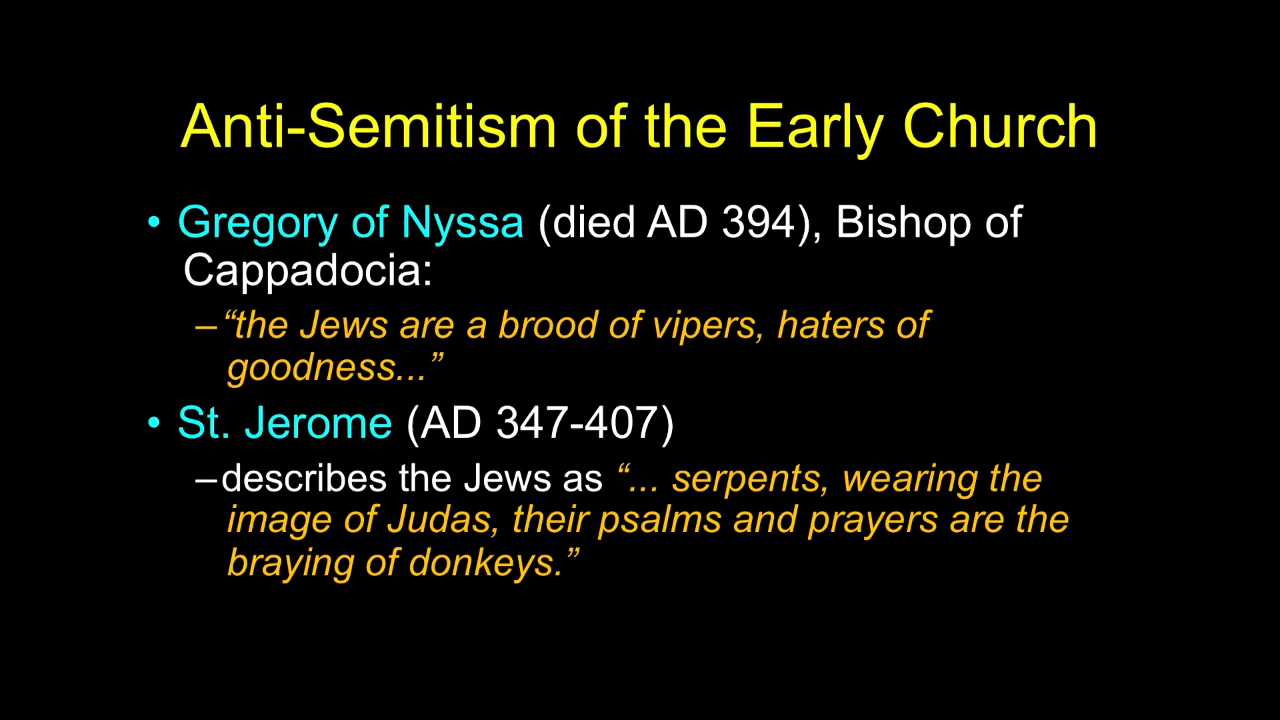 Anti-Semitism of the Early Church
• Gregory of Nyssa (died AD 394), Bishop of
Cappadocia:
–“the Jews are a brood of vipers, haters of
goodness...”
• St. Jerome (AD 347-407)
–describes the Jews as “... serpents, wearing the
image of Judas, their psalms and prayers are the
braying of donkeys.”